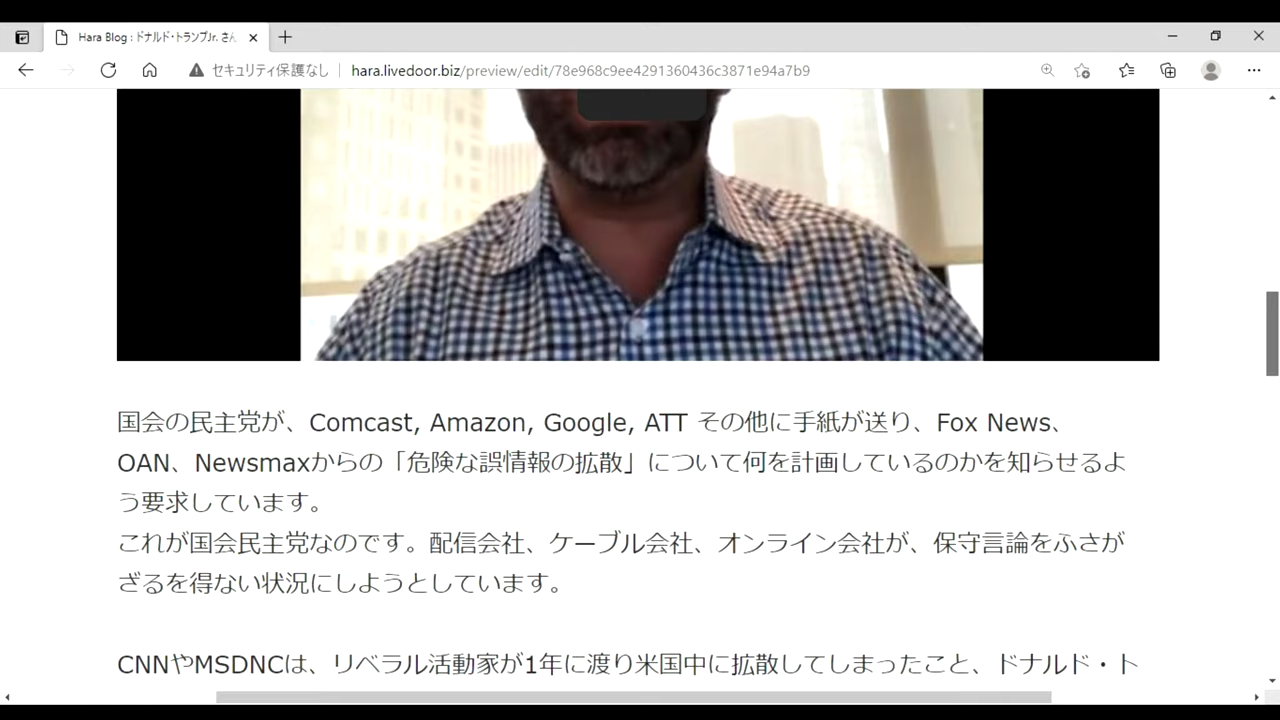 Hara Blog : ドナルド・トランプJr. さん
セキュリティ保護なし
hara.livedoor.biz/preview/edit/78e968c9ee4291360436c3871e94a7b9
国会の民主党が、Comcast, Amazon, Google, ATT その他に手紙が送り、Fox News、
OAN、Newsmaxからの「危険な誤情報の拡散」について何を計画しているのかを知らせるよ
う要求しています。
これが国会民主党なのです。配信会社、ケーブル会社、オンライン会社が、保守言論をふさが
ざるを得ない状況にしようとしています。
CNNやMSDNCは、リベラル活動家が1年に渡り米国中に拡散してしまったこと、ドナルド・ト